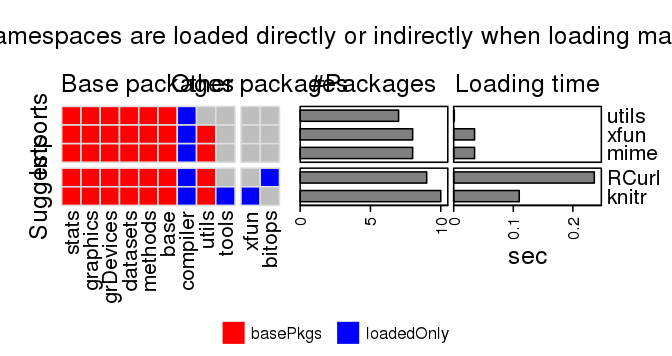 amespaces are loaded directly or indirectly when loading ma
Base packages
Other packages
#Packages
Loading time
Imports
Suggests
utils
xfun
mime
RCurl
knitr
stats
graphics
grDevices
datasets
methods
base
compiler
utils
tools
xfun
bitops
0
5
10
0
0.1
0.2
sec
basePkgs
loadedOnly